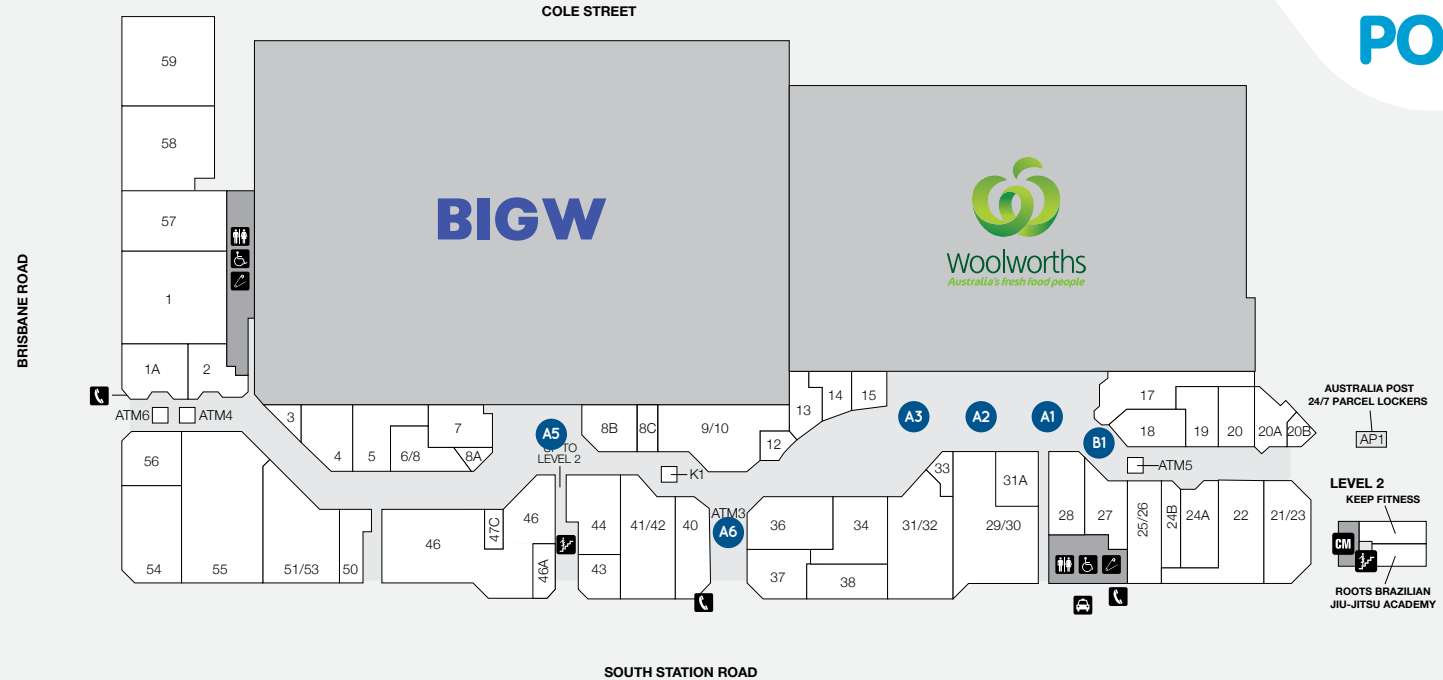 COLE STREET
PO
59
58
57
1
1A
2
BRISBANE ROAD
BIGW
Woolworths
Australia's fresh food people
ATM6
ATM4
3
4
5
6/8
7
8A
A5
UP TO
LEVEL 2
8B
8C
9/10
12
13
14
15
A3
A2
A1
B1
17
18
19
20
20A
20B
AUSTRALIA POST
24/7 PARCEL LOCKERS
AP1
K1
ATM5
56
54
55
51/53
50
46
47C
46
46A
44
43
41/42
40
ATM3
A6
36
37
34
38
31/32
33
31A
29/30
28
27
25/26
24B
24A
22
21/23
LEVEL 2
KEEP FITNESS
CM
ROOTS BRAZILIAN
JIU-JITSU ACADEMY
SOUTH STATION ROAD